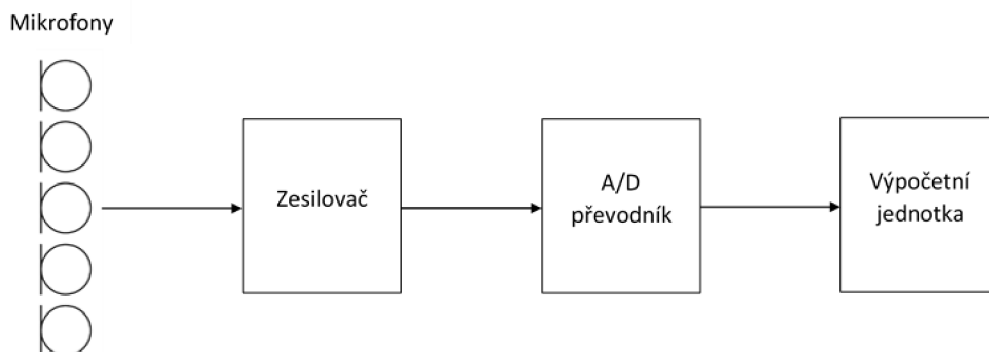 Mikrofony
Zesilovač
A/D
převodník
Výpočetní
jednotka